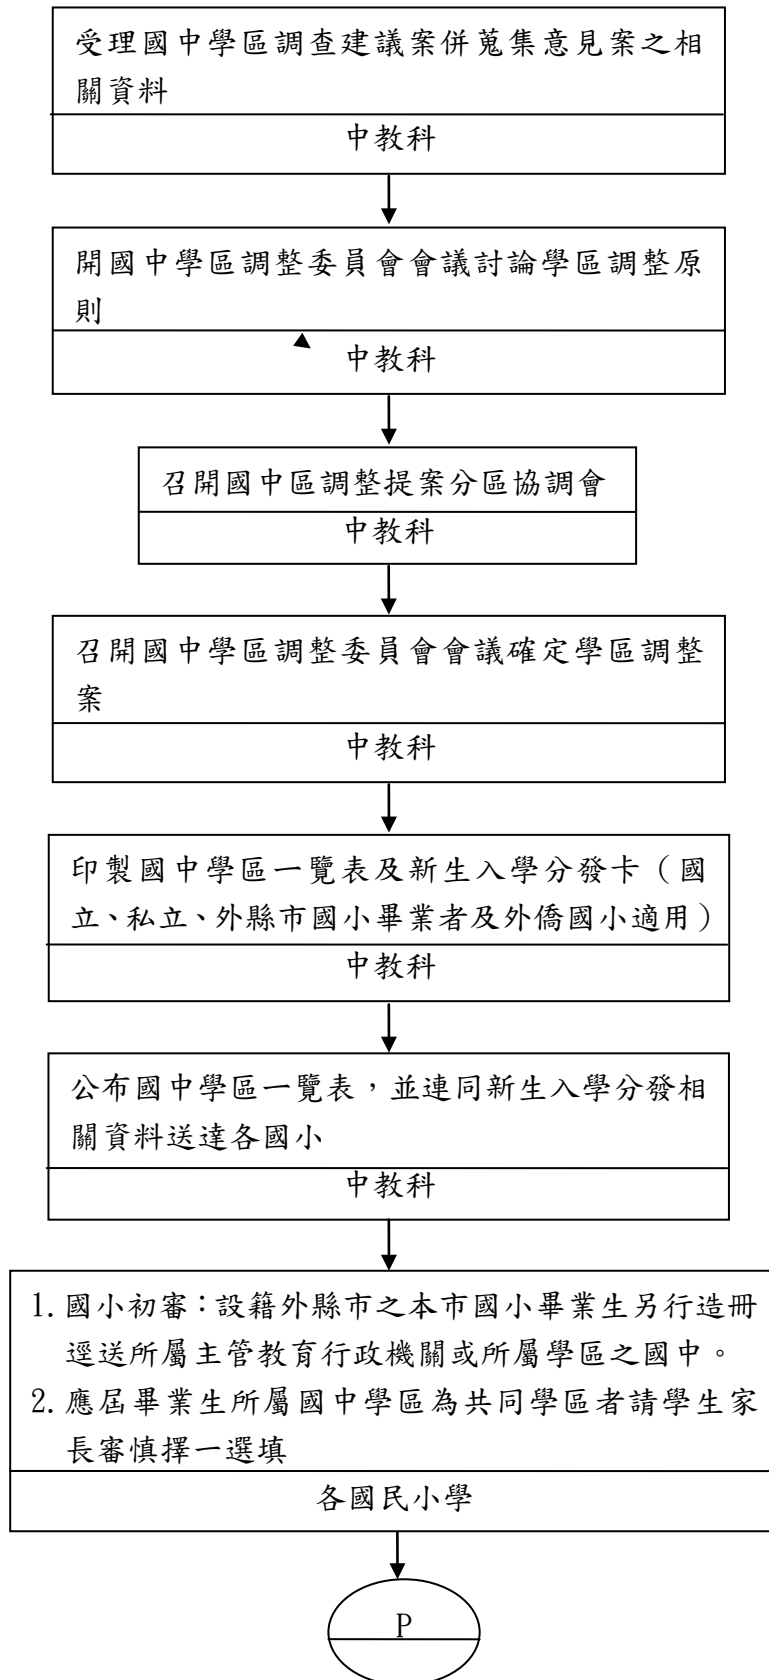 受理國中學區調查建議案併蒐集意見案之相
關資料
中教科
開國中學區調整委員會會議討論學區調整原
則
中教科
召開國中區調整提案分區協調會
中教科
召開國中學區調整委員會會議確定學區調整
案
中教科
印製國中學區一覽表及新生入學分發卡（國
立、私立、外縣市國小畢業者及外僑國小適用）
中教科
公布國中學區一覽表，並連同新生入學分發相
關資料送達各國小
中教科
1. 國小初審：設籍外縣市之本市國小畢業生另行造冊
逕送所屬主管教育行政機關或所屬學區之國中。
2. 應屆畢業生所屬國中學區為共同學區者請學生家
長審慎擇一選填
各國民小學
P